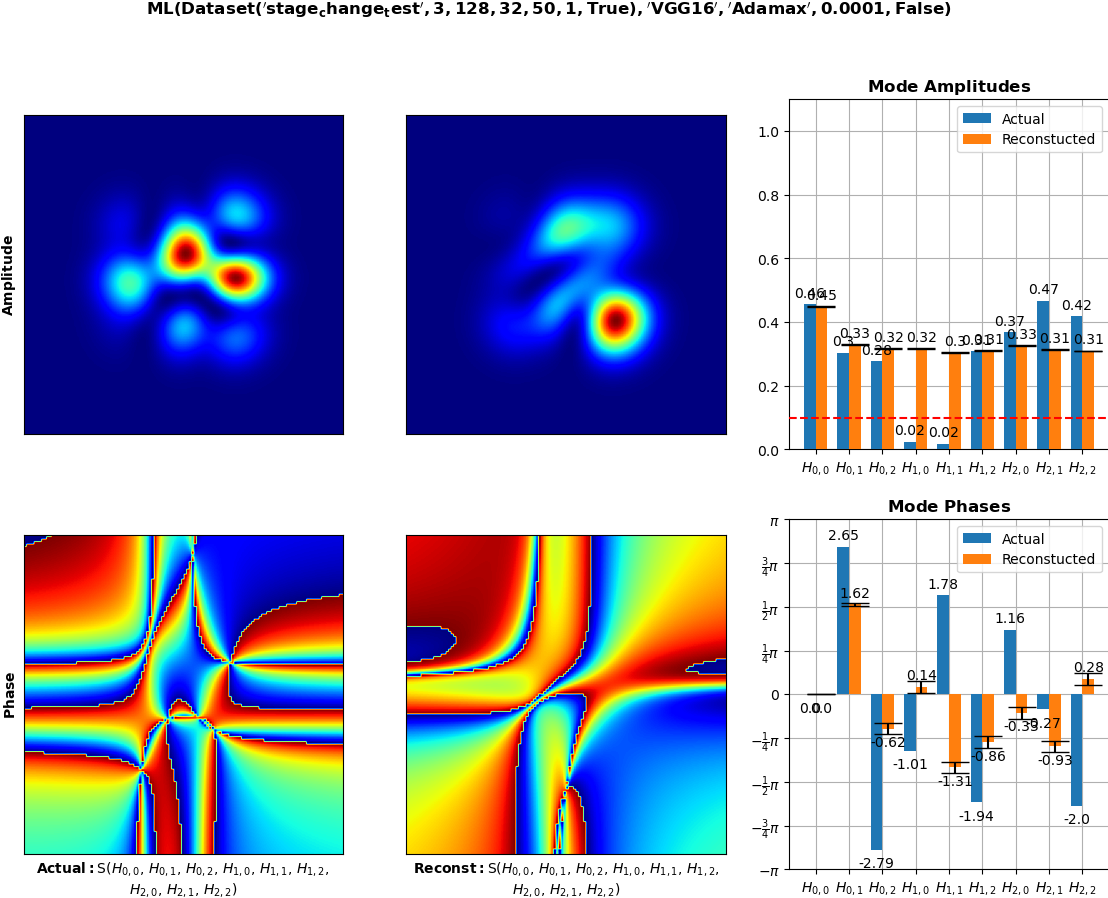 ML(Dataset('stage_change_test', 3, 128, 32, 50, 1, True), 'VGG16', 'Adamax', 0.0001, False)
Amplitude
Mode Amplitudes
Actual
Reconstucted
1.0
0.8
0.6
0.4
0.2
0.0
0.46 0.45
0.3 0.33
0.28 0.32
0.02 0.32
0.02 0.3
0.31 0.31
0.37 0.33
0.47 0.31
0.42 0.31
H0,0 H0,1 H0,2 H1,0 H1,1 H1,2 H2,0 H2,1 H2,2
Phase
Actual: S(H0,0, H0,1, H0,2, H1,0, H1,1, H1,2,
H2,0, H2,1, H2,2)
Reconst: S(H0,0, H0,1, H0,2, H1,0, H1,1, H1,2,
H2,0, H2,1, H2,2)
Mode Phases
Actual
Reconstucted
π
3/4π
1/2π
1/4π
0
−1/4π
−1/2π
−3/4π
−π
0.0 0.0
2.65 1.62
-2.79 -0.62
-1.01 0.14
1.78 -1.31
-1.94 -0.86
1.16 -0.33
-0.27 -0.93
-2.0 0.28
H0,0 H0,1 H0,2 H1,0 H1,1 H1,2 H2,0 H2,1 H2,2